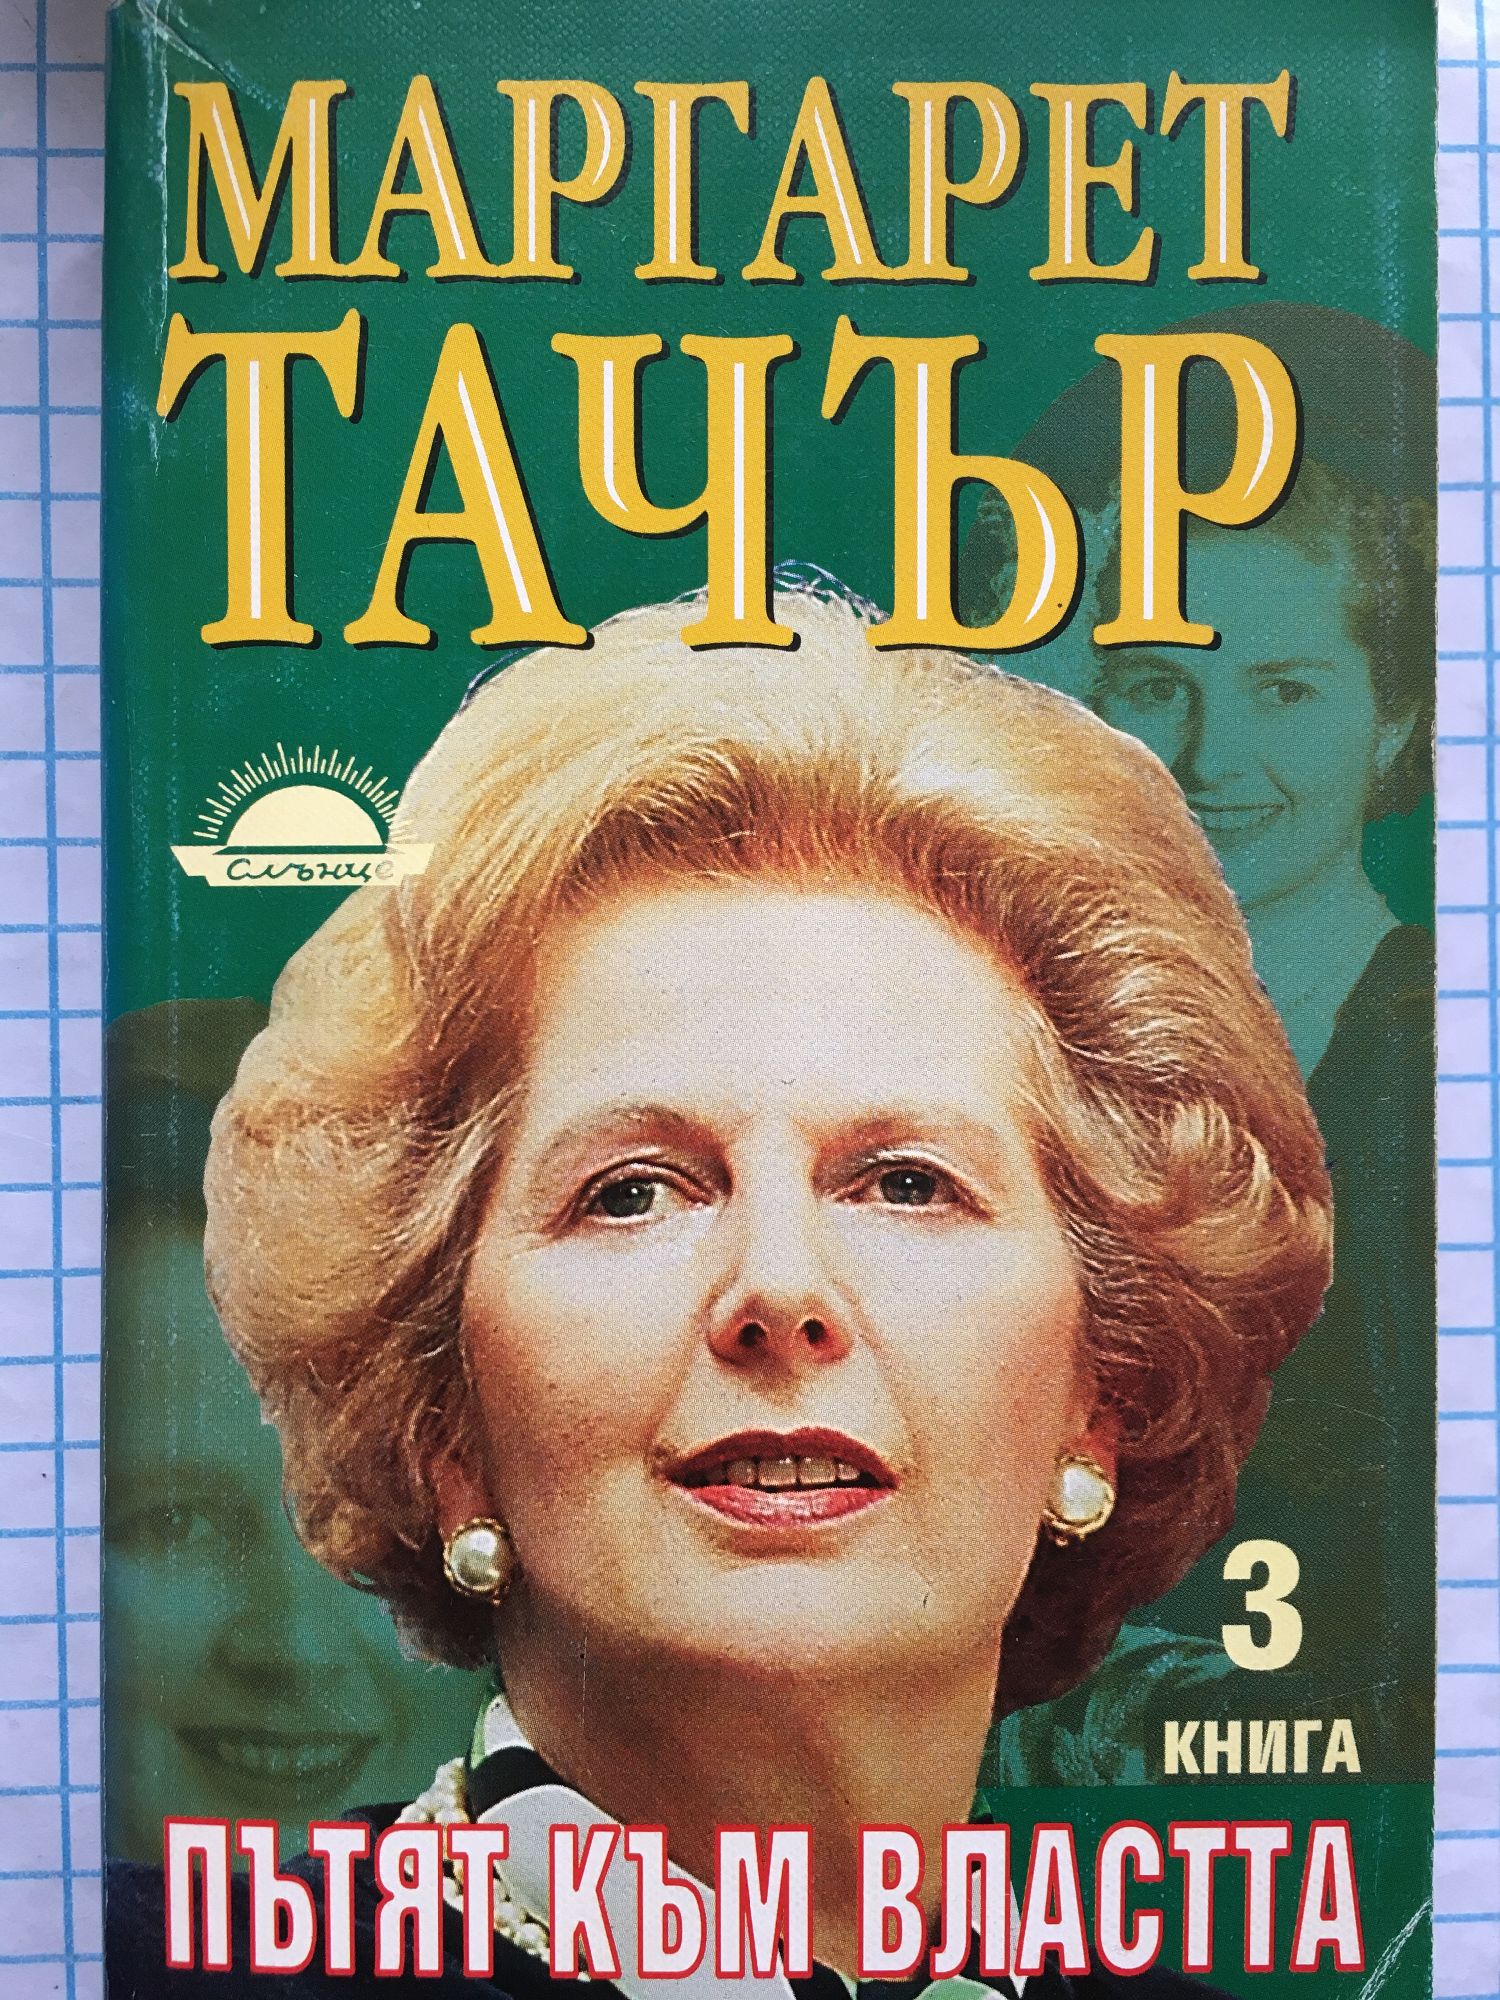 МАРГАРЕТ
ТАЧЪР
Слънце
3
КНИГА
ПЪТЯТ КЪМ ВЛАСТТА